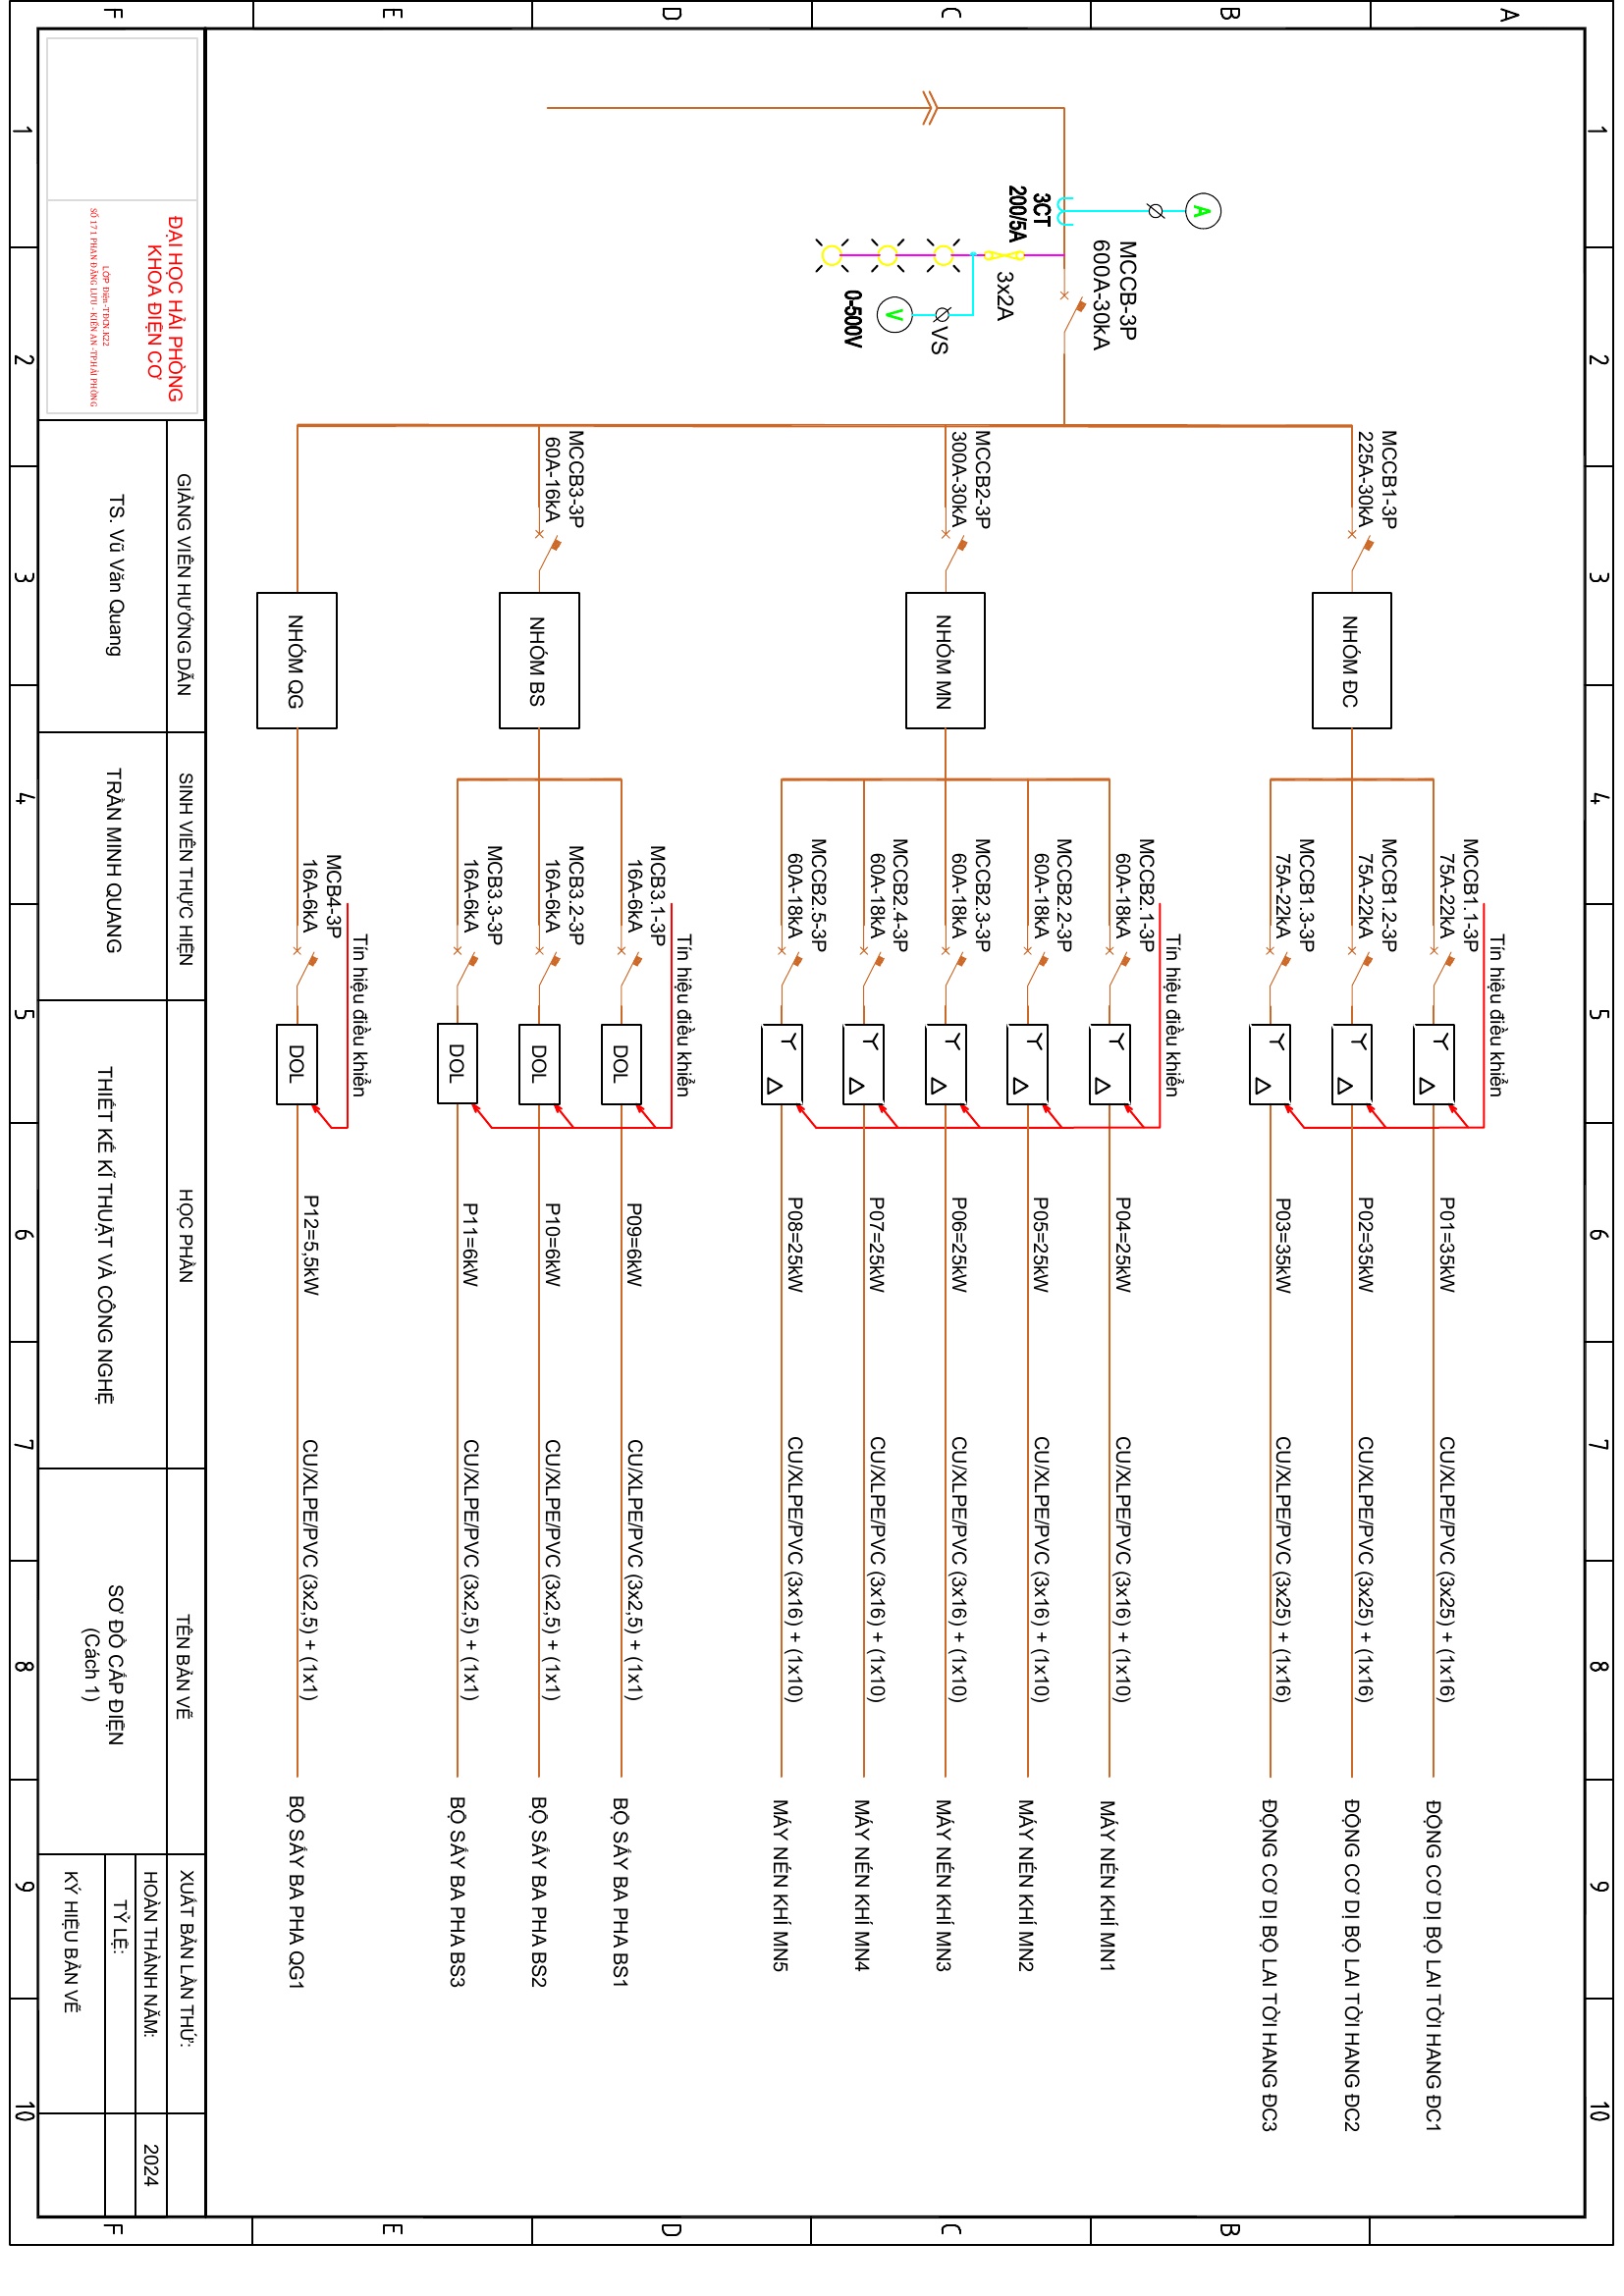 A
B
C
D
E
F
1
2
3
4
5
6
7
8
9
10
A
3CT
200/5A
MCCB-3P
600A-30kA
3x2A
VS
V
0-500V
MCCB1-3P
225A-30kA
NHÓM ĐC
Tín hiệu điều khiển
MCCB1.1-3P
75A-22kA
P01=35kW
CU/XLPE/PVC (3x25) + (1x16)
ĐỘNG CƠ DỊ BỘ LAI TỜI HANG ĐC1
MCCB1.2-3P
75A-22kA
P02=35kW
CU/XLPE/PVC (3x25) + (1x16)
ĐỘNG CƠ DỊ BỘ LAI TỜI HANG ĐC2
MCCB1.3-3P
75A-22kA
P03=35kW
CU/XLPE/PVC (3x25) + (1x16)
ĐỘNG CƠ DỊ BỘ LAI TỜI HANG ĐC3
MCCB2-3P
300A-30kA
NHÓM MN
Tín hiệu điều khiển
MCCB2.1-3P
60A-18kA
P04=25kW
CU/XLPE/PVC (3x16) + (1x10)
MÁY NÉN KHÍ MN1
MCCB2.2-3P
60A-18kA
P05=25kW
CU/XLPE/PVC (3x16) + (1x10)
MÁY NÉN KHÍ MN2
MCCB2.3-3P
60A-18kA
P06=25kW
CU/XLPE/PVC (3x16) + (1x10)
MÁY NÉN KHÍ MN3
MCCB2.4-3P
60A-18kA
P07=25kW
CU/XLPE/PVC (3x16) + (1x10)
MÁY NÉN KHÍ MN4
MCCB2.5-3P
60A-18kA
P08=25kW
CU/XLPE/PVC (3x16) + (1x10)
MÁY NÉN KHÍ MN5
MCCB3-3P
60A-16kA
NHÓM BS
Tín hiệu điều khiển
MCB3.1-3P
16A-6kA
DOL
P09=6kW
CU/XLPE/PVC (3x2,5) + (1x1)
BỘ SẤY BA PHA BS1
MCB3.2-3P
16A-6kA
DOL
P10=6kW
CU/XLPE/PVC (3x2,5) + (1x1)
BỘ SẤY BA PHA BS2
MCB3.3-3P
16A-6kA
DOL
P11=6kW
CU/XLPE/PVC (3x2,5) + (1x1)
BỘ SẤY BA PHA BS3
NHÓM QG
Tín hiệu điều khiển
MCB4-3P
16A-6kA
DOL
P12=5,5kW
CU/XLPE/PVC (3x2,5) + (1x1)
BỘ SẤY BA PHA QG1
ĐẠI HỌC HẢI PHÒNG
KHOA ĐIỆN CƠ
LỚP Điện-TĐCN.K22
SỐ 171 PHAN ĐĂNG LƯU - KIẾN AN -TP.HẢI PHÒNG
GIẢNG VIÊN HƯỚNG DẪN
TS. Vũ Văn Quang
SINH VIÊN THỰC HIỆN
TRẦN MINH QUANG
HỌC PHẦN
THIẾT KẾ KĨ THUẬT VÀ CÔNG NGHỆ
TÊN BẢN VẼ
SƠ ĐỒ CẤP ĐIỆN
(Cách 1)
XUẤT BẢN LẦN THỨ:
HOÀN THÀNH NĂM:
2024
TỶ LỆ:
KÝ HIỆU BẢN VẼ
1
2
3
4
5
6
7
8
9
10
B
C
D
E
F